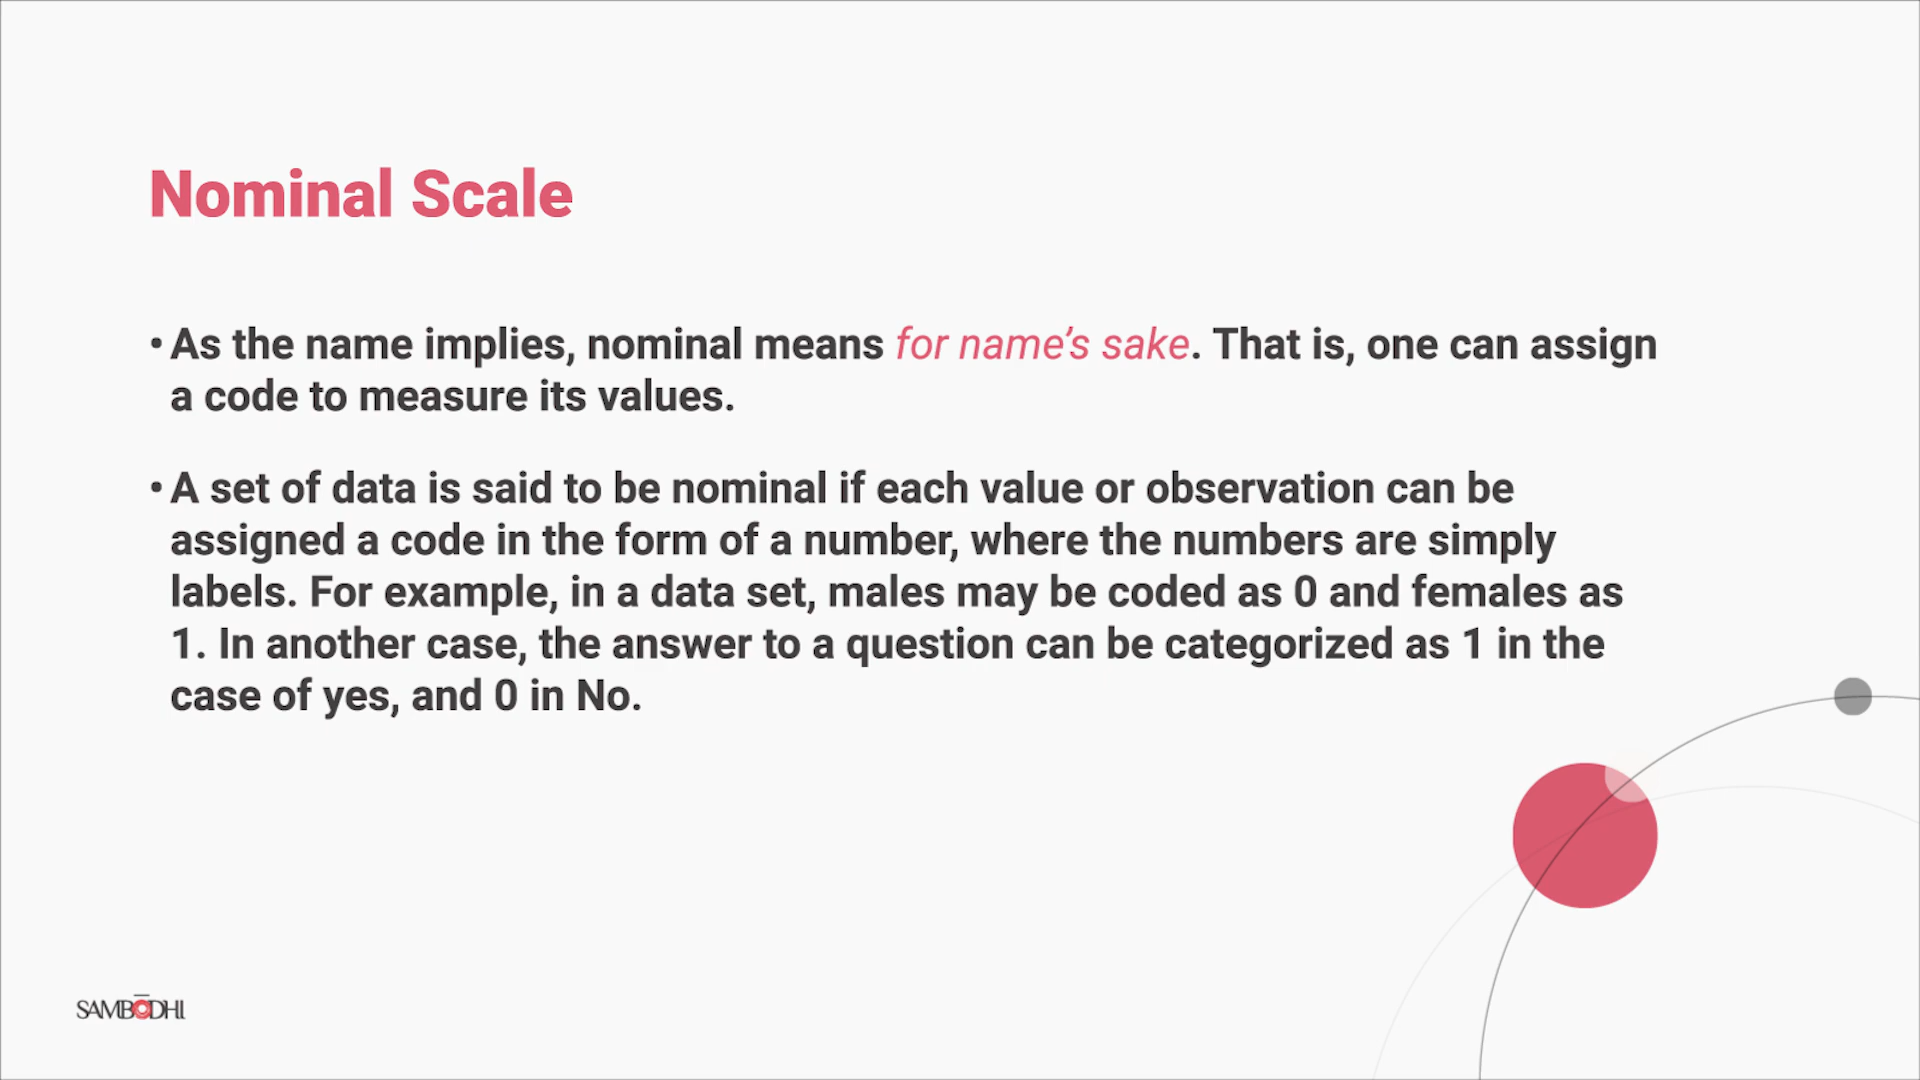 Nominal Scale
• As the name implies, nominal means for name’s sake. That is, one can assign
a code to measure its values.
• A set of data is said to be nominal if each value or observation can be
assigned a code in the form of a number, where the numbers are simply
labels. For example, in a data set, males may be coded as 0 and females as
1. In another case, the answer to a question can be categorized as 1 in the
case of yes, and 0 in No.
SAMBŌDHI